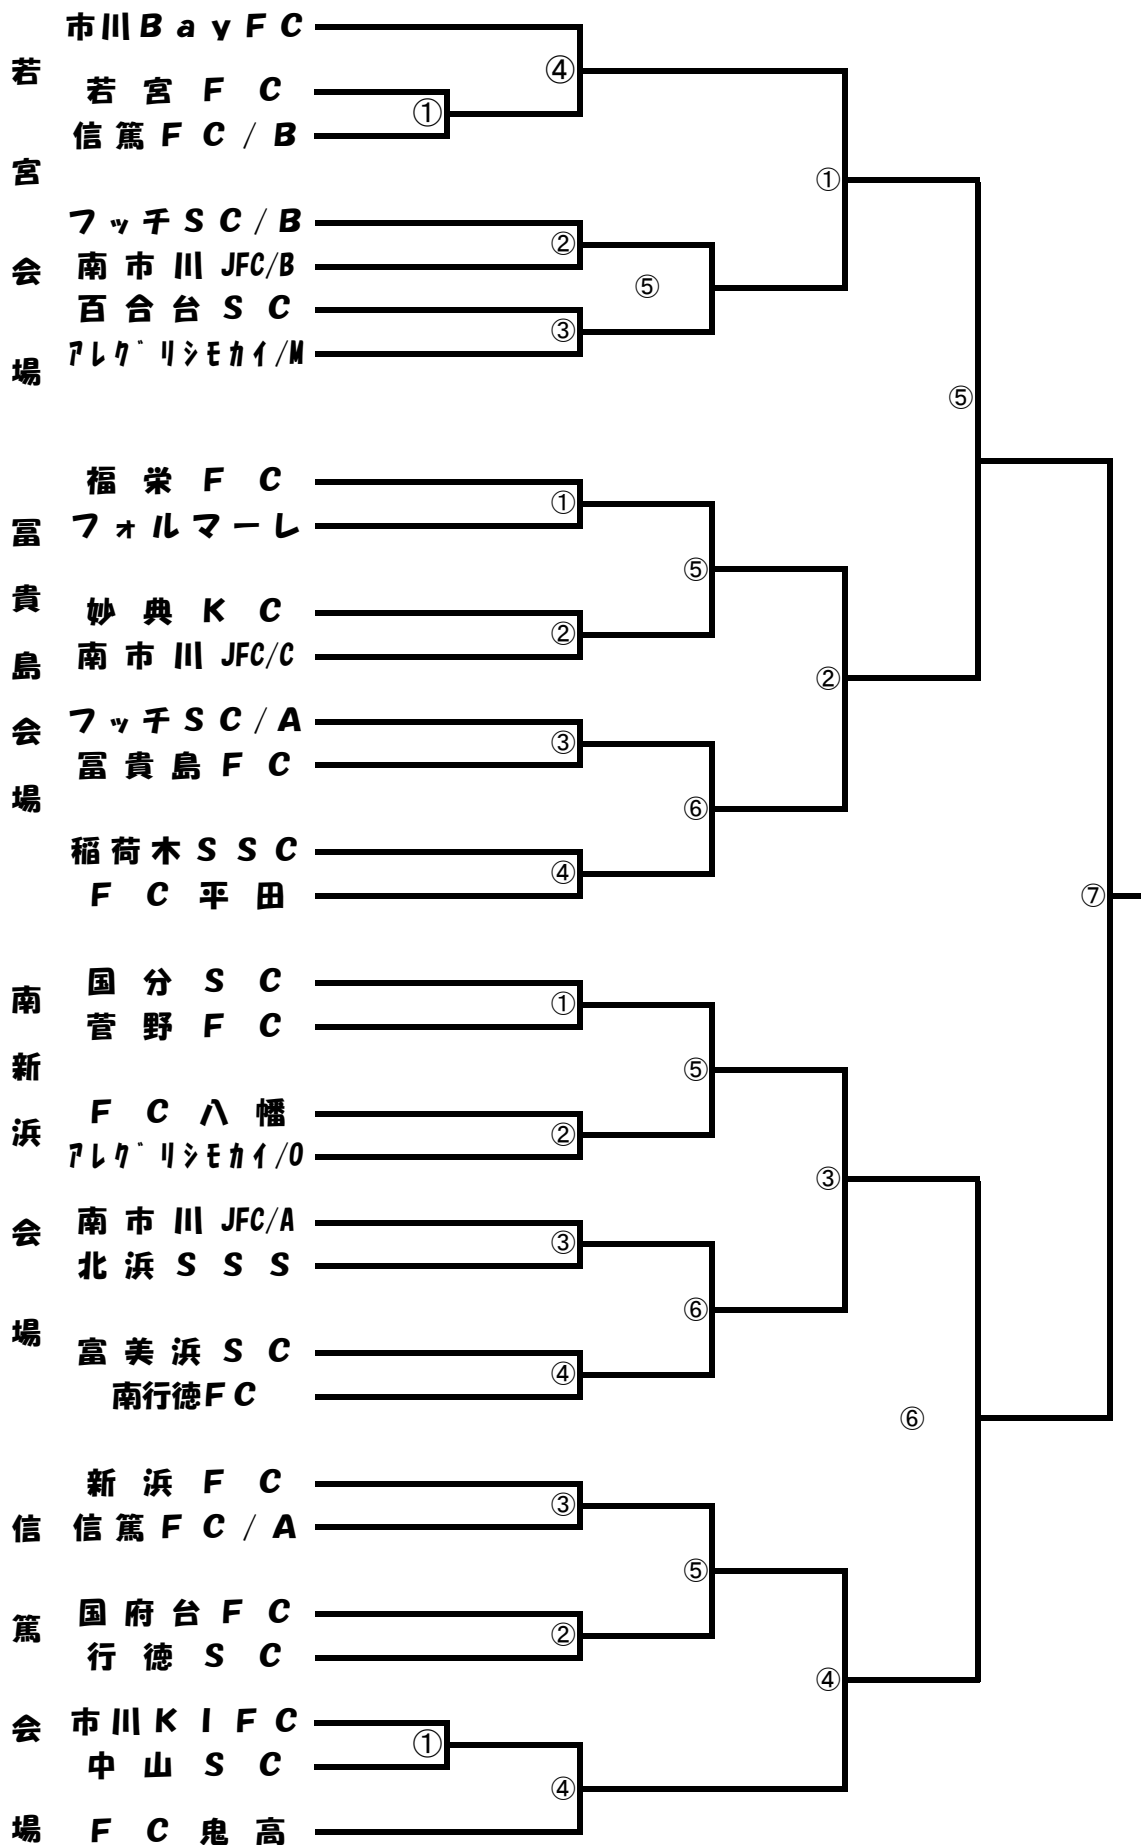 若宮会場
市川BayFC
若宮FC
信篤FC/B
フッチSC/B
南市川JFC/B
百合台SC
ｱﾚｸﾞﾘｼﾓｶｲ/M
④
①
②
③
⑤
①
冨貴島会場
福栄FC
フォルマーレ
妙典KC
南市川JFC/C
フッチSC/A
冨貴島FC
稲荷木SSC
FC平田
①
②
③
④
⑤
⑥
②
⑤
南新浜会場
国分SC
菅野FC
FC八幡
ｱﾚｸﾞﾘｼﾓｶｲ/O
南市川JFC/A
北浜SSS
富美浜SC
南行徳FC
①
②
③
④
⑤
⑥
③
信篤会場
新浜FC
信篤FC/A
国府台FC
行徳SC
市川KIFC
中山SC
FC鬼高
③
②
①
④
⑤
④
⑥
⑦